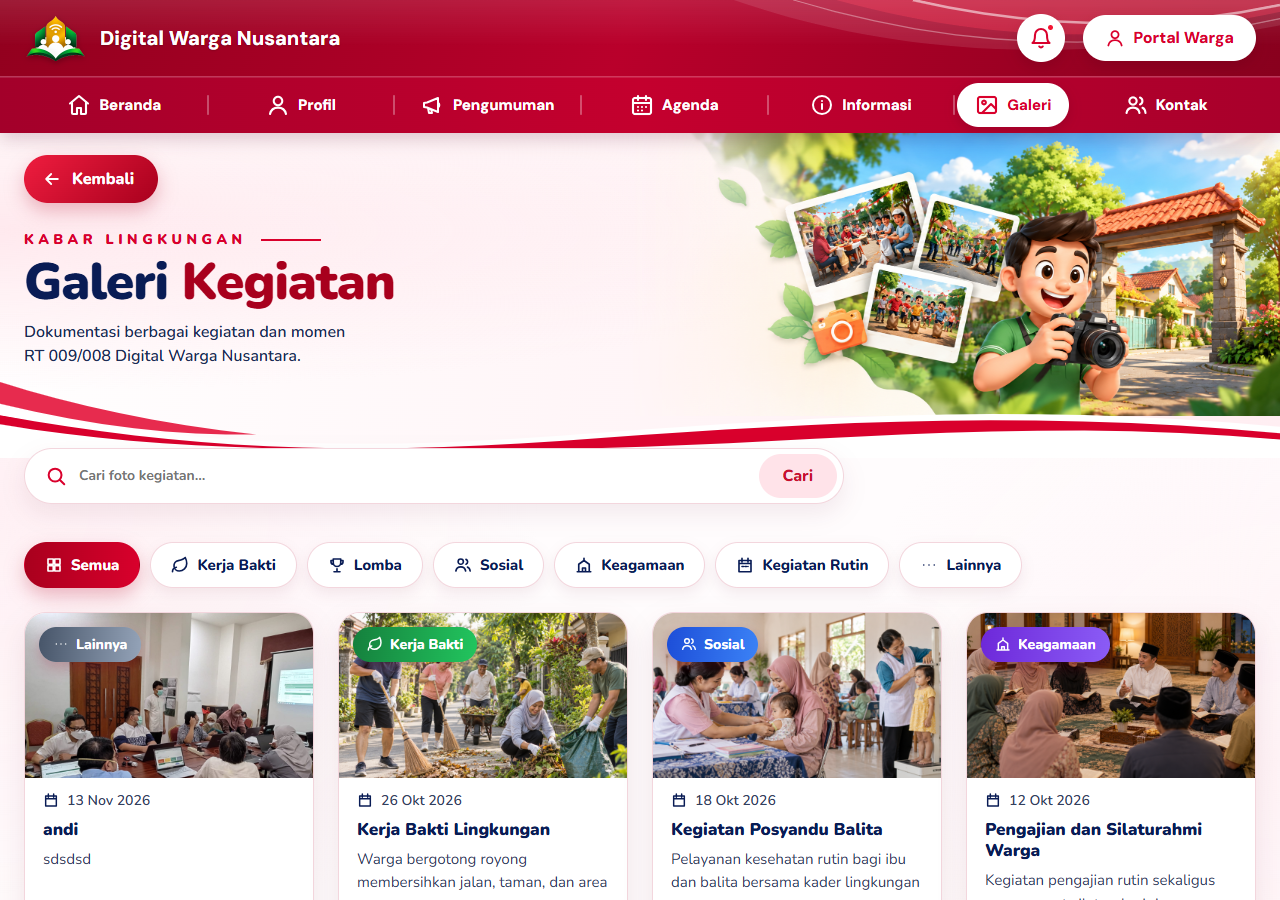 Digital Warga Nusantara
Portal Warga
Beranda
Profil
Pengumuman
Agenda
Informasi
Galeri
Kontak
Kembali
KABAR LINGKUNGAN
Galeri Kegiatan
Dokumentasi berbagai kegiatan dan momen
RT 009/008 Digital Warga Nusantara.
Cari foto kegiatan...
Cari
Semua
Kerja Bakti
Lomba
Sosial
Keagamaan
Kegiatan Rutin
Lainnya
Lainnya
13 Nov 2026
andi
sdsdsd
Kerja Bakti
26 Okt 2026
Kerja Bakti Lingkungan
Warga bergotong royong
membersihkan jalan, taman, dan area
Sosial
18 Okt 2026
Kegiatan Posyandu Balita
Pelayanan kesehatan rutin bagi ibu
dan balita bersama kader lingkungan
Keagamaan
12 Okt 2026
Pengajian dan Silaturahmi
Warga
Kegiatan pengajian rutin sekaligus